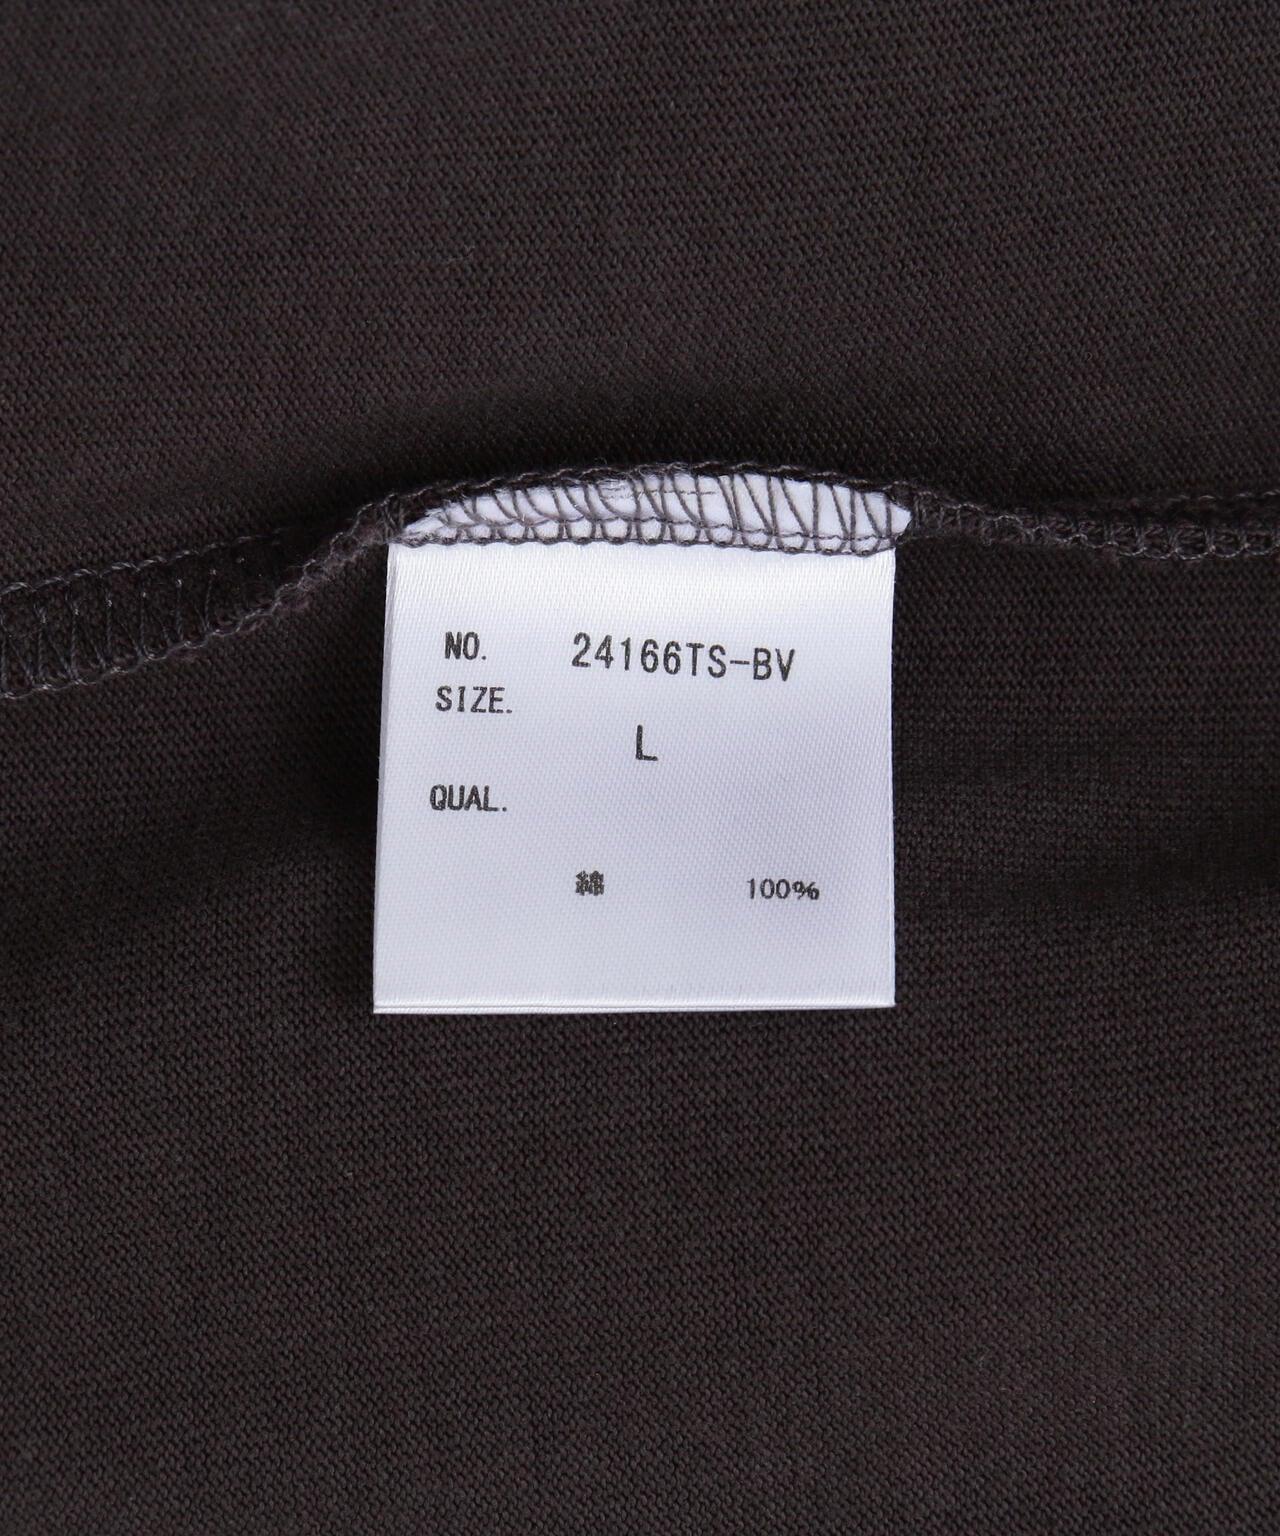 NO. 24166TS-BV
SIZE.
L
QUAL.
綿 100%